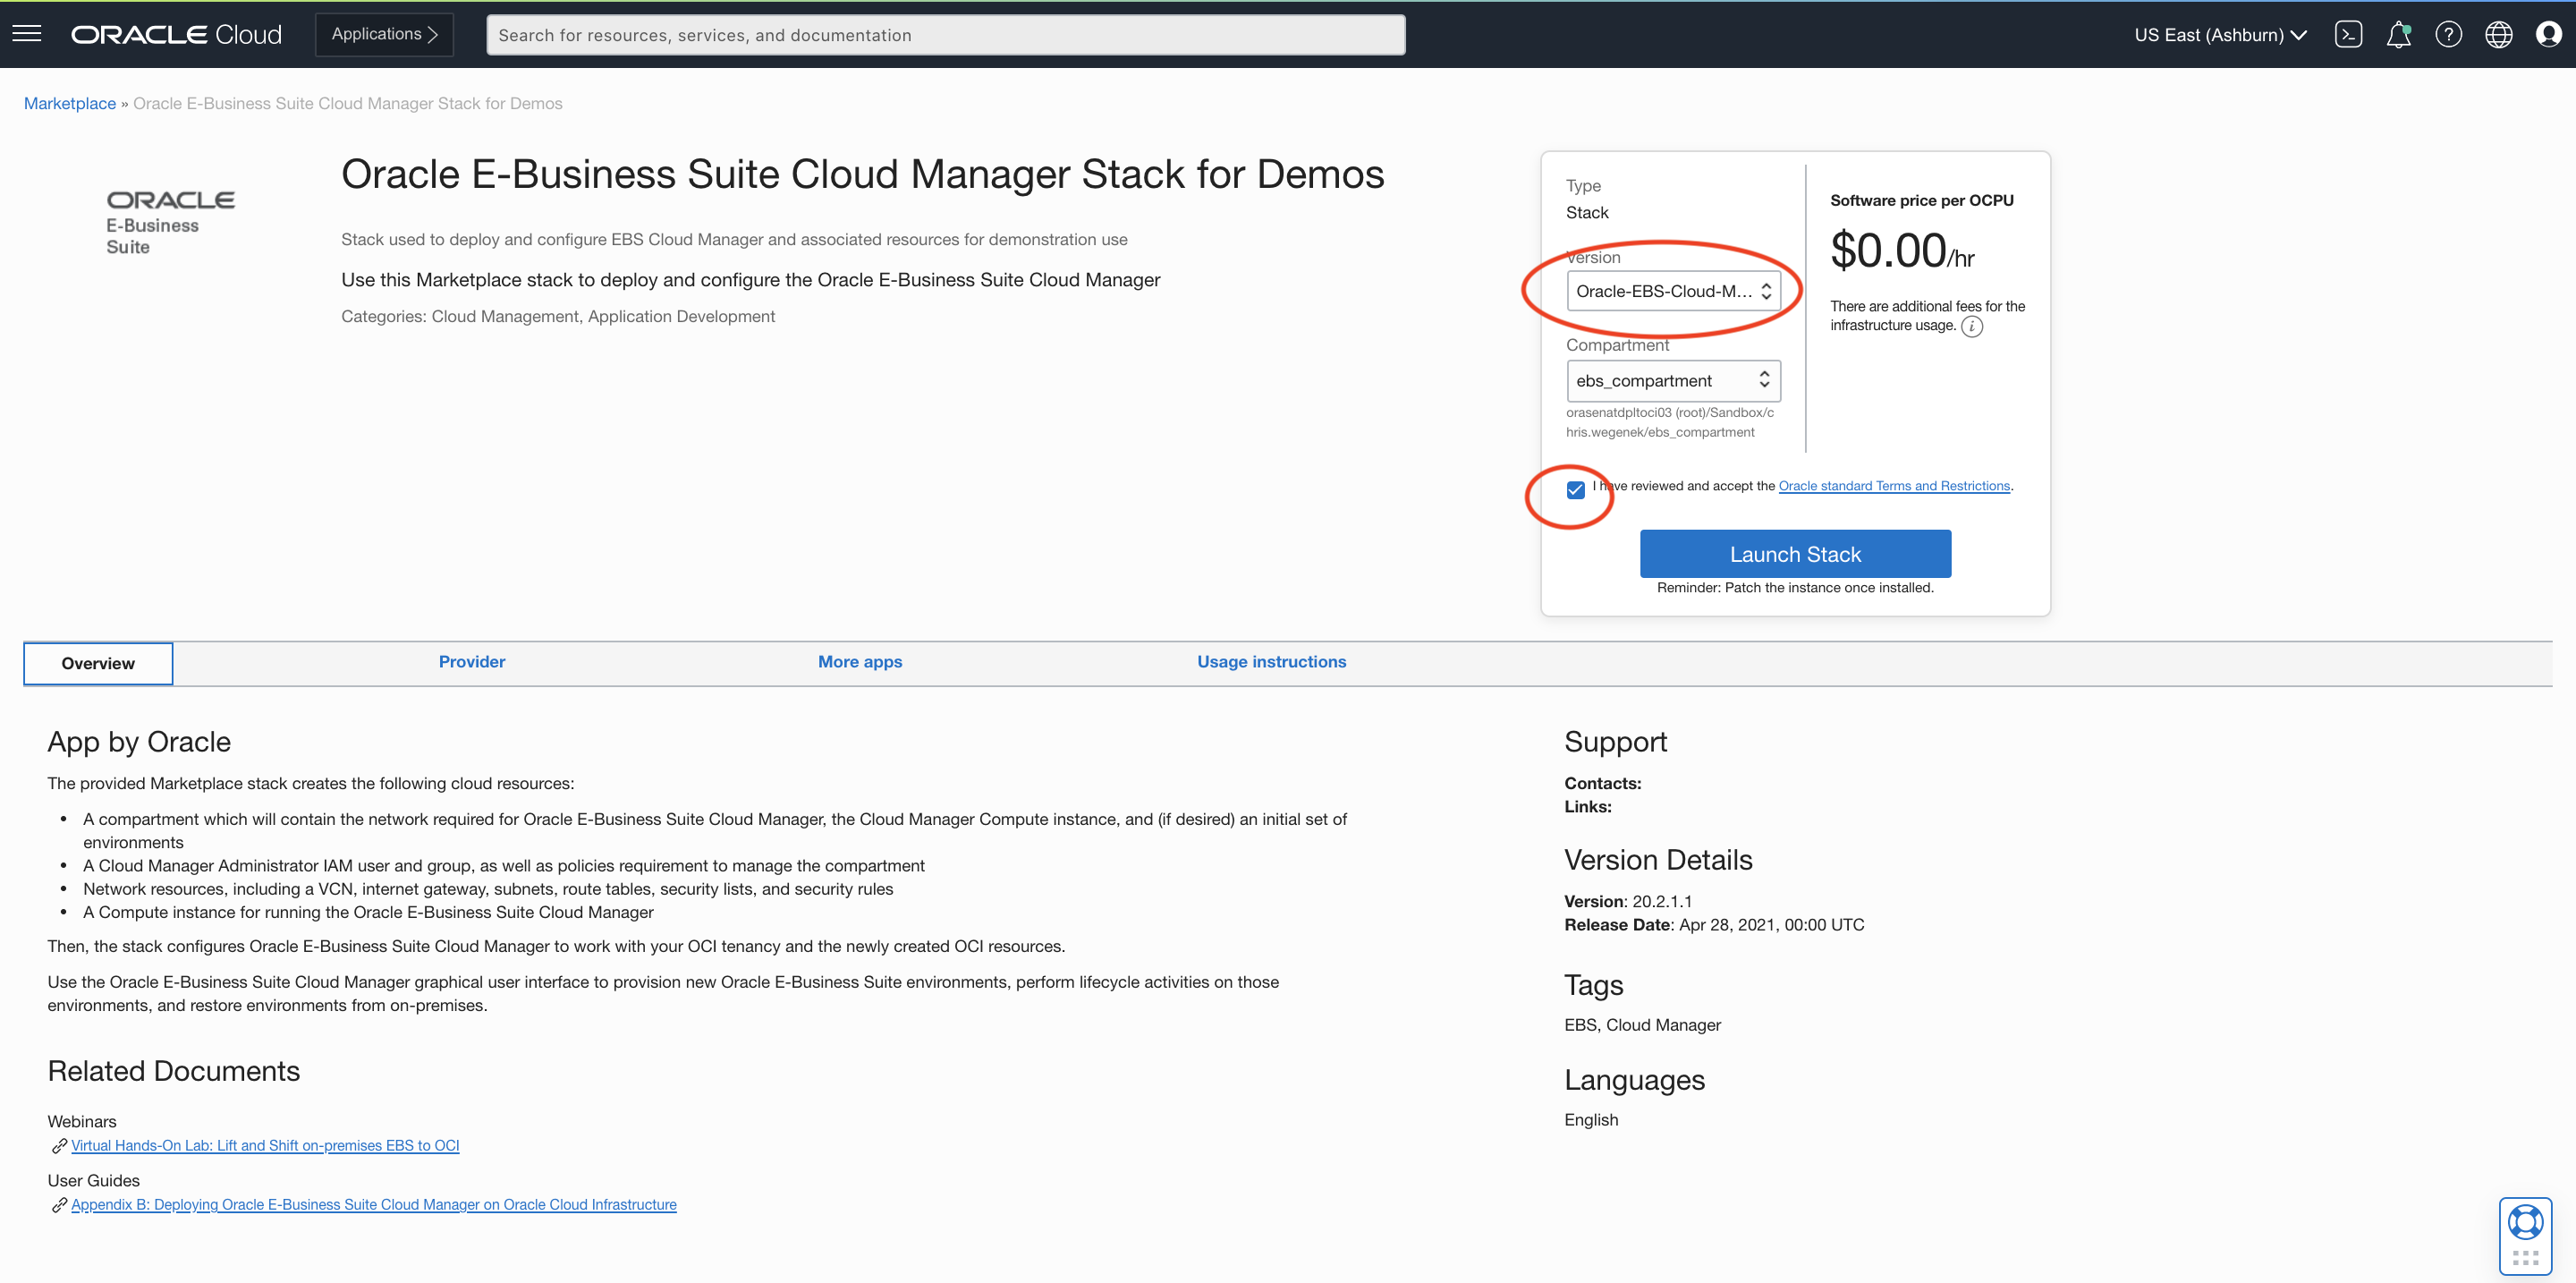 ORACLE Cloud
Applications
Search for resources, services, and documentation
US East (Ashburn)
Marketplace » Oracle E-Business Suite Cloud Manager Stack for Demos
ORACLE
E-Business
Suite
Oracle E-Business Suite Cloud Manager Stack for Demos
Stack used to deploy and configure EBS Cloud Manager and associated resources for demonstration use
Use this Marketplace stack to deploy and configure the Oracle E-Business Suite Cloud Manager
Categories: Cloud Management, Application Development
Type
Stack
Version
Oracle-EBS-Cloud-M...
Compartment
ebs_compartment
orasenatdpltoci03 (root)/Sandbox/c
hris.wegenek/ebs_compartment
Software price per OCPU
$0.00/hr
There are additional fees for the
infrastructure usage.
I have reviewed and accept the Oracle standard Terms and Restrictions.
Launch Stack
Reminder: Patch the instance once installed.
Overview
Provider
More apps
Usage instructions
App by Oracle
The provided Marketplace stack creates the following cloud resources:
• A compartment which will contain the network required for Oracle E-Business Suite Cloud Manager, the Cloud Manager Compute instance, and (if desired) an initial set of
environments
• A Cloud Manager Administrator IAM user and group, as well as policies requirement to manage the compartment
• Network resources, including a VCN, internet gateway, subnets, route tables, security lists, and security rules
• A Compute instance for running the Oracle E-Business Suite Cloud Manager
Then, the stack configures Oracle E-Business Suite Cloud Manager to work with your OCI tenancy and the newly created OCI resources.
Use the Oracle E-Business Suite Cloud Manager graphical user interface to provision new Oracle E-Business Suite environments, perform lifecycle activities on those
environments, and restore environments from on-premises.
Related Documents
Webinars
Virtual Hands-On Lab: Lift and Shift on-premises EBS to OCI
User Guides
Appendix B: Deploying Oracle E-Business Suite Cloud Manager on Oracle Cloud Infrastructure
Support
Contacts:
Links:
Version Details
Version: 20.2.1.1
Release Date: Apr 28, 2021, 00:00 UTC
Tags
EBS, Cloud Manager
Languages
English